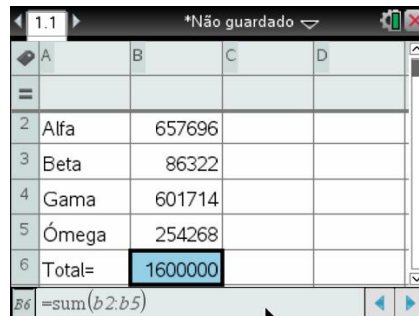 1.1 *Não guardado
A B C D
=
2 Alfa 657696
3 Beta 86322
4 Gama 601714
5 Ómega 254268
6 Total= 1600000
B6 =sum(b2:b5)